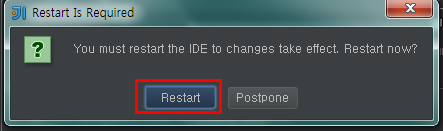 Restart Is Required
You must restart the IDE to changes take effect. Restart now?
Restart
Postpone